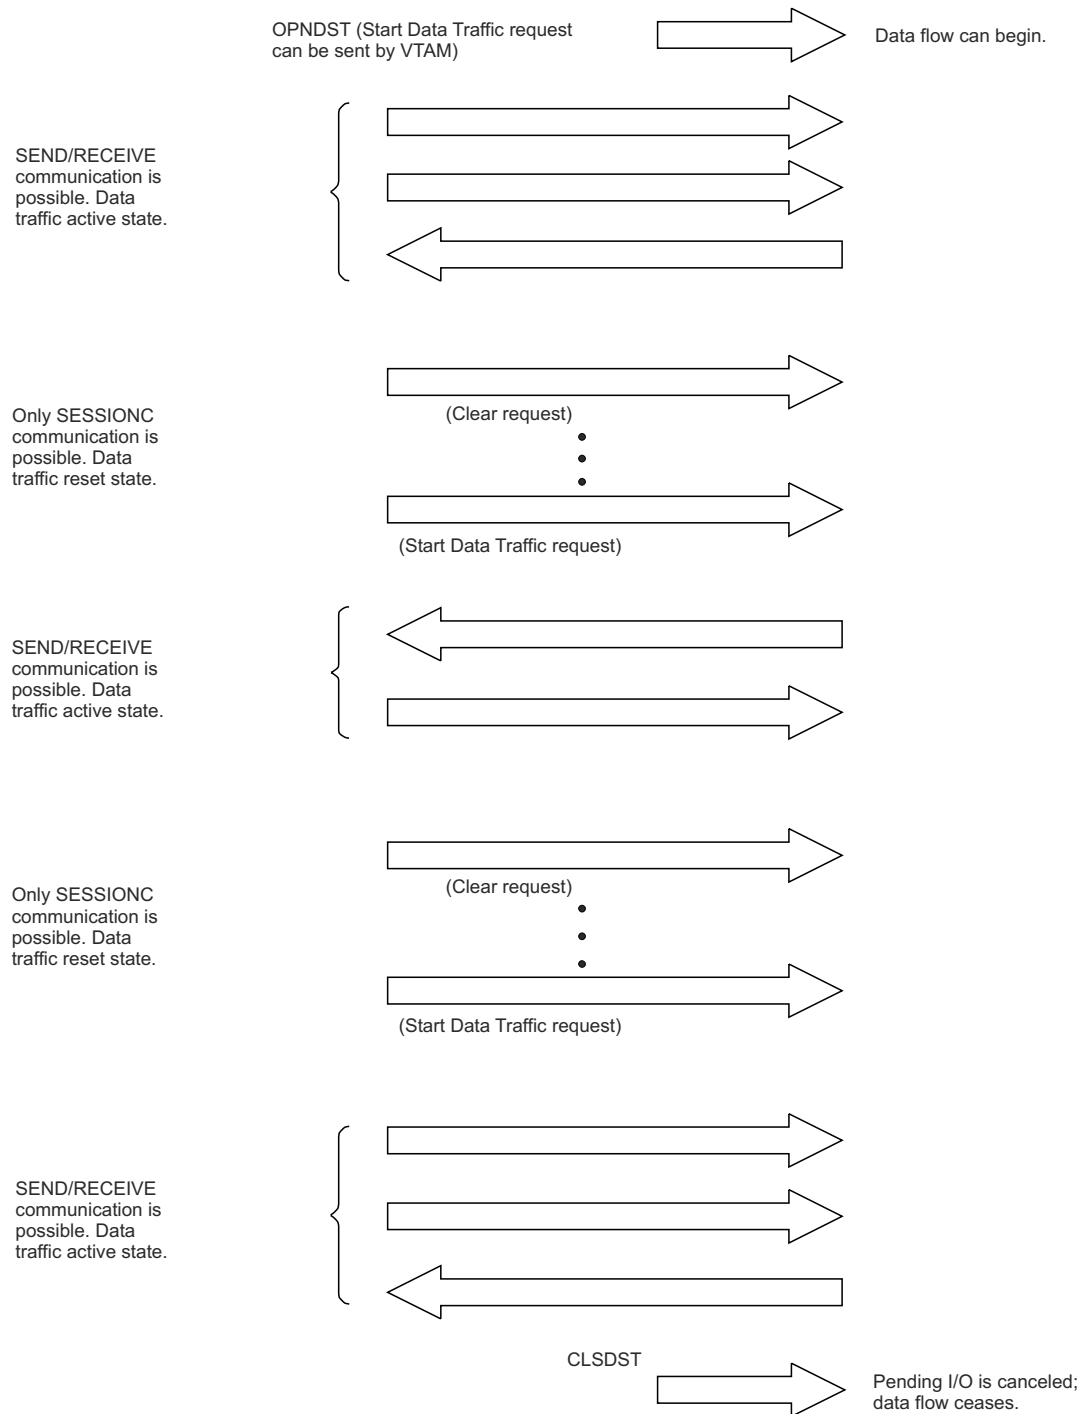 OPNDST (Start Data Traffic request
can be sent by VTAM)
Data flow can begin.
SEND/RECEIVE
communication is
possible. Data
traffic active state.
Only SESSIONC
communication is
possible. Data
traffic reset state.
(Clear request)
(Start Data Traffic request)
SEND/RECEIVE
communication is
possible. Data
traffic active state.
Only SESSIONC
communication is
possible. Data
traffic reset state.
(Clear request)
(Start Data Traffic request)
SEND/RECEIVE
communication is
possible. Data
traffic active state.
CLSDST
Pending I/O is canceled;
data flow ceases.